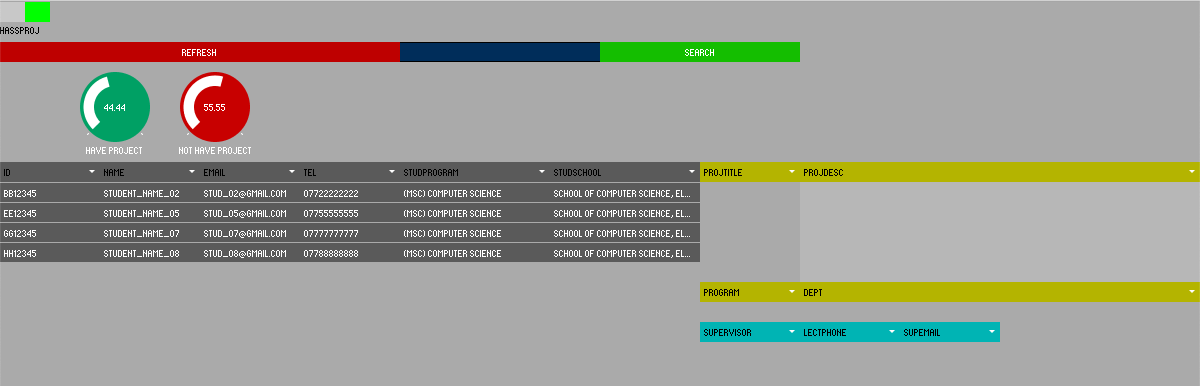 HASSPROJ
REFRESH SEARCH
44.44 55.55
HAVE PROJECT NOT HAVE PROJECT
ID NAME EMAIL TEL STUDPROGRAM STUDSCHOOL PROJTITLE PROJDESC
BB12345 STUDENT_NAME_02 STUD_02@GMAIL.COM 07722222222 (MSC) COMPUTER SCIENCE SCHOOL OF COMPUTER SCIENCE, EL...
EE12345 STUDENT_NAME_05 STUD_05@GMAIL.COM 07755555555 (MSC) COMPUTER SCIENCE SCHOOL OF COMPUTER SCIENCE, EL...
GG12345 STUDENT_NAME_07 STUD_07@GMAIL.COM 07777777777 (MSC) COMPUTER SCIENCE SCHOOL OF COMPUTER SCIENCE, EL...
HH12345 STUDENT_NAME_08 STUD_08@GMAIL.COM 07788888888 (MSC) COMPUTER SCIENCE SCHOOL OF COMPUTER SCIENCE, EL...
PROGRAM DEPT
SUPERVISOR LECTPHONE SUPEMAIL